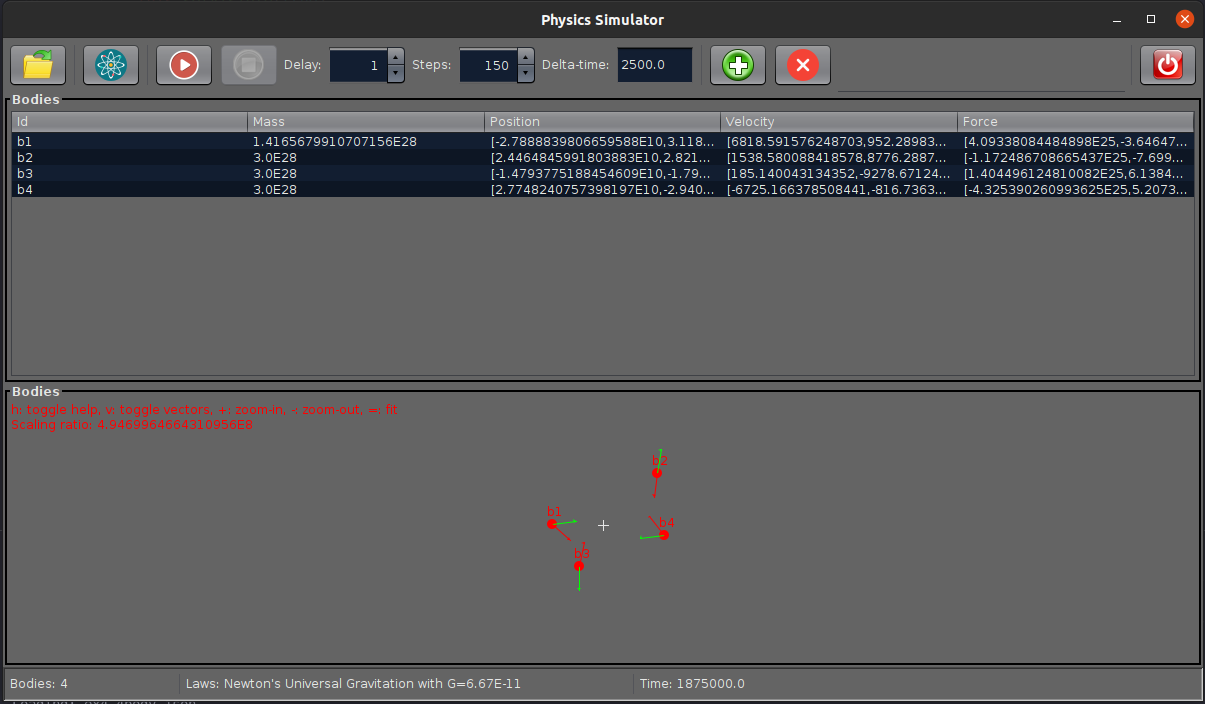 Physics Simulator
Delay: 1 Steps: 150 Delta-time: 2500.0
Bodies
Id Mass Position Velocity Force
b1 1.4165679910707156E28 [-2.7888839806659588E10,3.118... [6818.591576248703,952.28983... [4.09338084484898E25,-3.64647...
b2 3.0E28 [2.4464845991803883E10,2.821... [1538.580088418578,8776.2887... [-1.172486708665437E25,-7.699...
b3 3.0E28 [-1.4793775188454609E10,-1.79... [185.140043134352,-9278.67124... [1.404496124810082E25,6.1384...
b4 3.0E28 [2.7748240757398197E10,-2.940... [-6725.166378508441,-816.7363... [-4.325390260993625E25,5.2073...
Bodies
h: toggle help, v: toggle vectors, +: zoom-in, -: zoom-out, =: fit
Scaling ratio: 4.9469964664310956E8
b2
b1
b4
b3
Bodies: 4 Laws: Newton's Universal Gravitation with G=6.67E-11 Time: 1875000.0